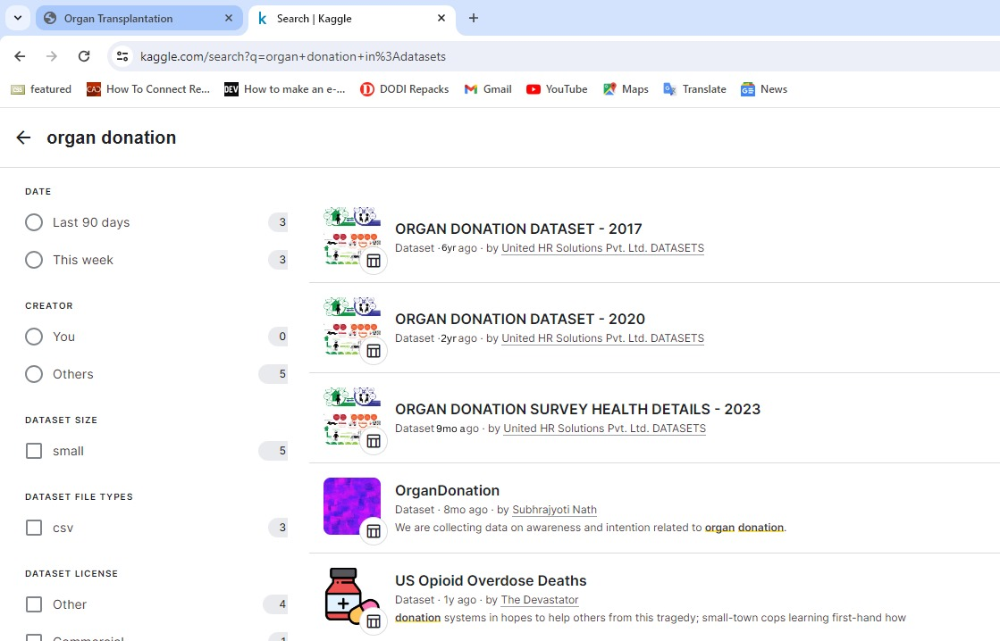 Organ Transplantation
k Search | Kaggle
kaggle.com/search?q=organ+donation+in%3Adatasets
css featured CAD How To Connect Re... DEV How to make an e-... DODI Repacks Gmail YouTube Maps Translate News
organ donation
DATE
Last 90 days 3
This week 3
CREATOR
You 0
Others 5
DATASET SIZE
small 5
DATASET FILE TYPES
csv 3
DATASET LICENSE
Other 4
Commercial 1
ORGAN DONATION DATASET - 2017
Dataset · 6yr ago · by United HR Solutions Pvt. Ltd. DATASETS
ORGAN DONATION DATASET - 2020
Dataset · 2yr ago · by United HR Solutions Pvt. Ltd. DATASETS
ORGAN DONATION SURVEY HEALTH DETAILS - 2023
Dataset 9mo ago · by United HR Solutions Pvt. Ltd. DATASETS
OrganDonation
Dataset · 8mo ago · by Subhrajyoti Nath
We are collecting data on awareness and intention related to organ donation.
US Opioid Overdose Deaths
Dataset · 1y ago · by The Devastator
donation systems in hopes to help others from this tragedy; small-town cops learning first-hand how